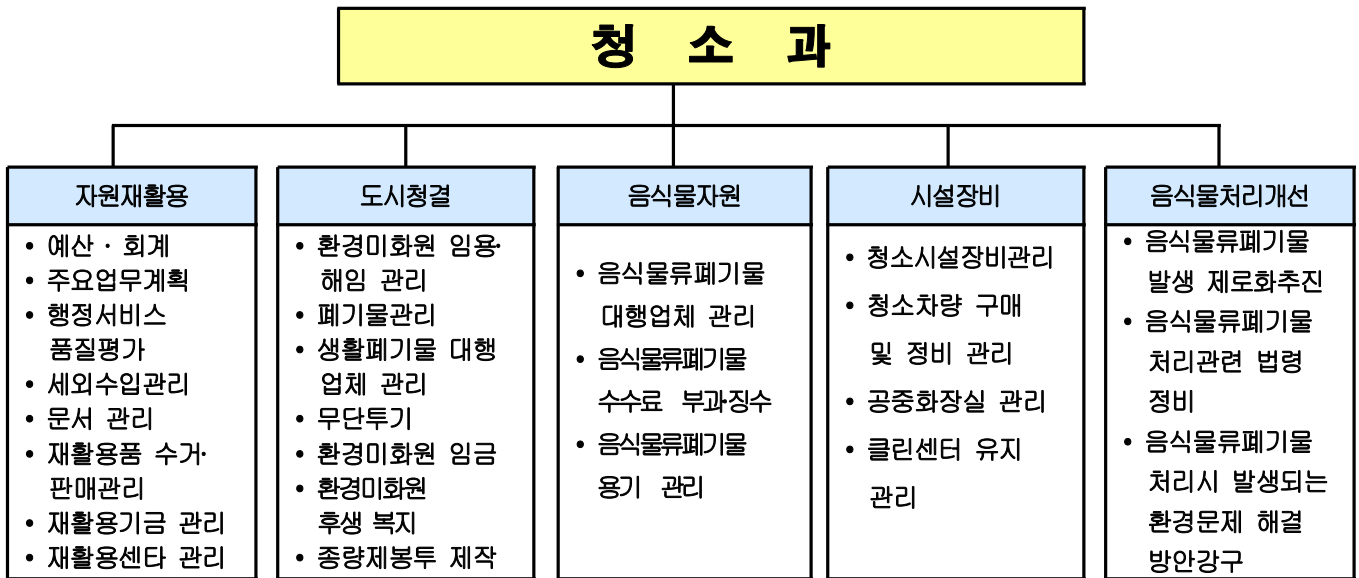 청 소 과
자원재활용
• 예산 · 회계
• 주요업무계획
• 행정서비스
품질평가
• 세외수입관리
• 문서 관리
• 재활용품 수거·
판매관리
• 재활용기금 관리
• 재활용센타 관리
도시청결
• 환경미화원 임용·
해임 관리
• 폐기물관리
• 생활폐기물 대행
업체 관리
• 무단투기
• 환경미화원 임금
• 환경미화원
후생 복지
• 종량제봉투 제작
음식물자원
• 음식물류폐기물
대행업체 관리
• 음식물류폐기물
수수료 부과·징수
• 음식물류폐기물
용기 관리
시설장비
• 청소시설장비관리
• 청소차량 구매
및 정비 관리
• 공중화장실 관리
• 클린센터 유지
관리
음식물처리개선
• 음식물류폐기물
발생 제로화추진
• 음식물류폐기물
처리관련 법령
정비
• 음식물류폐기물
처리시 발생되는
환경문제 해결
방안강구